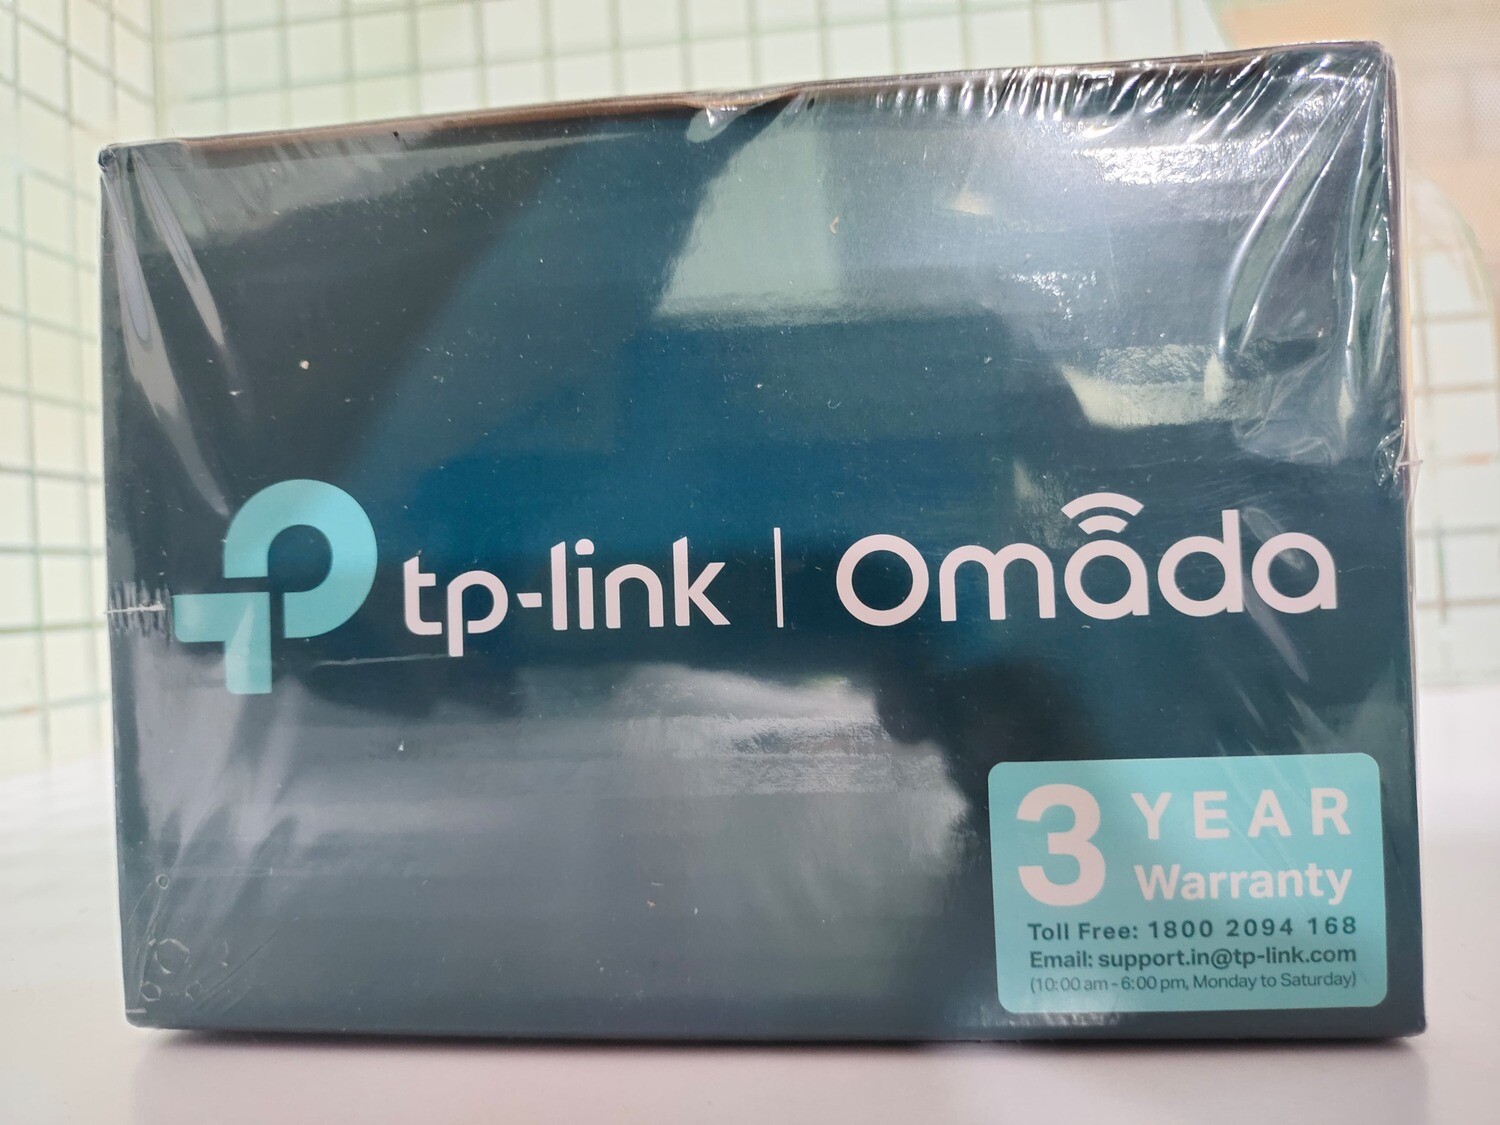 tp-link | omada
3 YEAR
Warranty
Toll Free: 1800 2094 168
Email: support.in@tp-link.com
(10:00 am - 6:00 pm, Monday to Saturday)